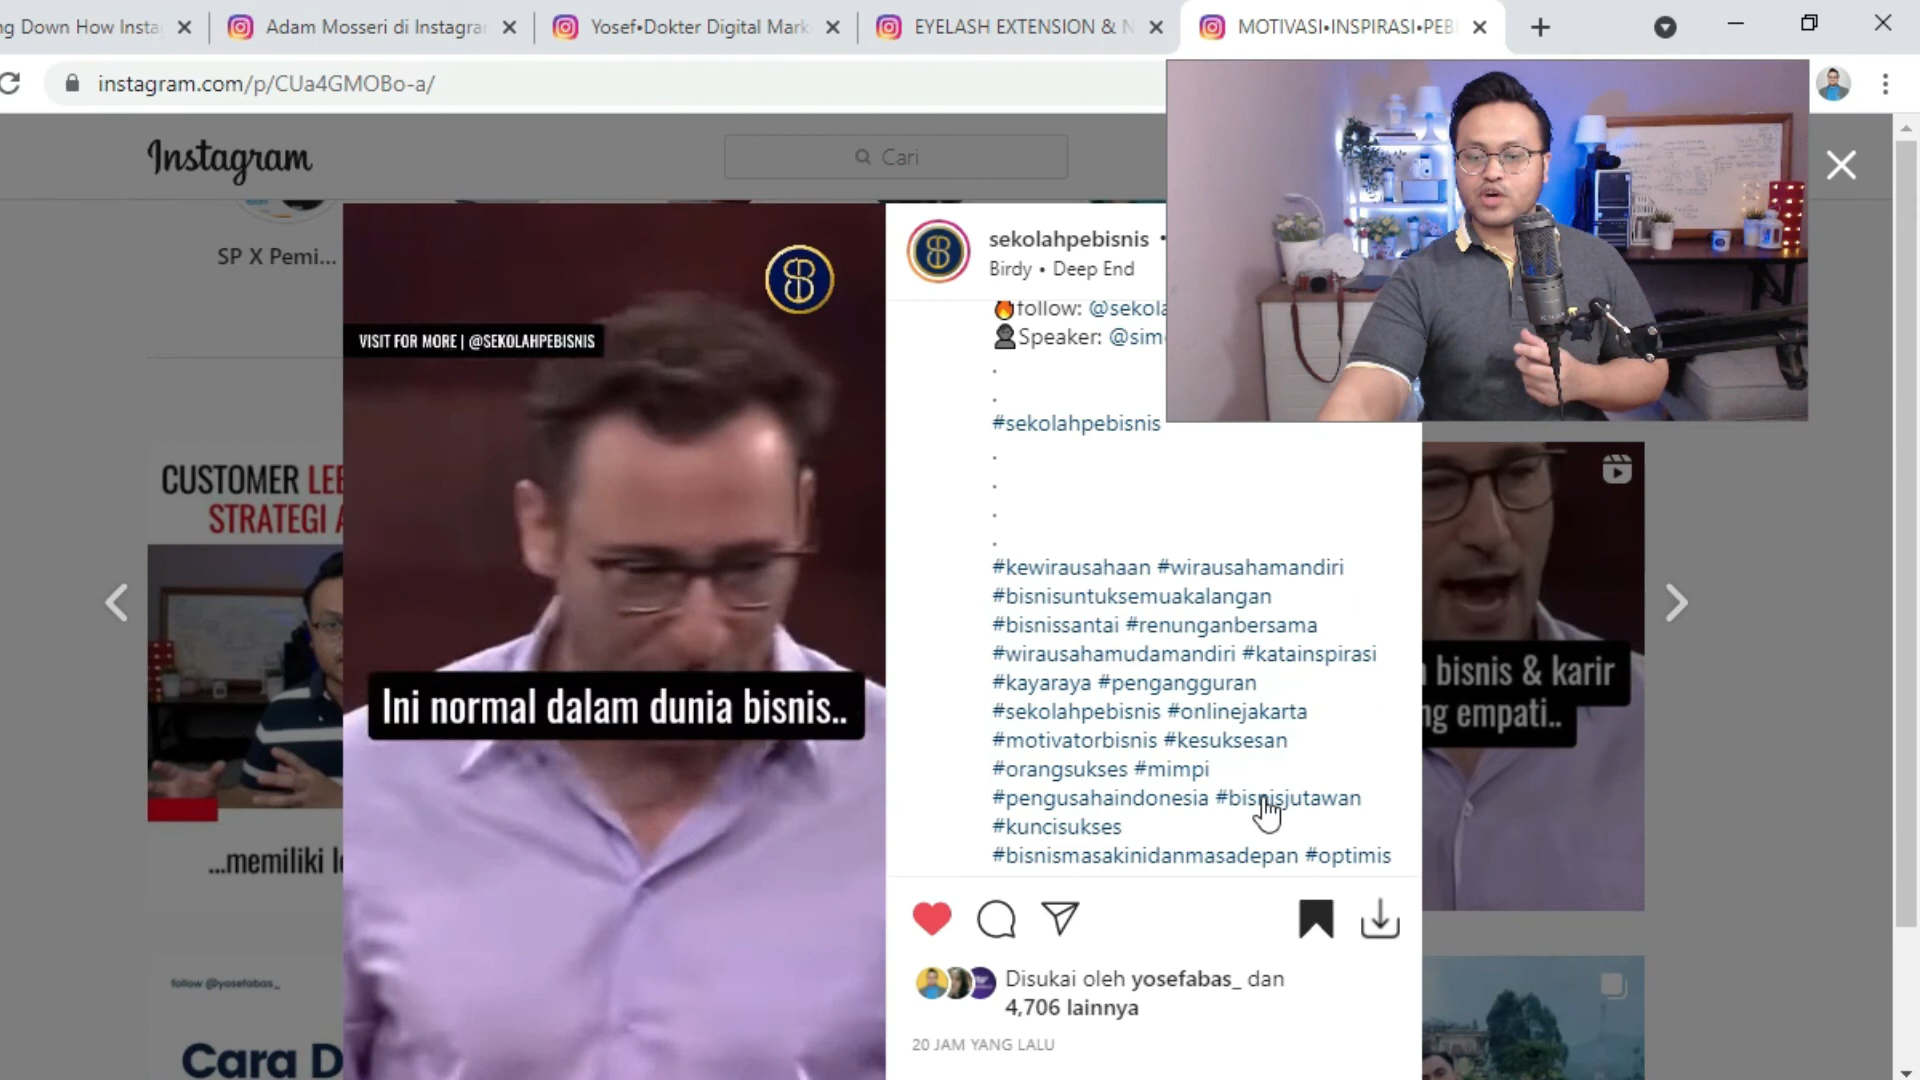 ng Down How Insta
Adam Mosseri di Instagra
Yosef•Dokter Digital Mark
EYELASH EXTENSION & N
MOTIVASI•INSPIRASI•PEB
instagram.com/p/CUa4GMOBo-a/
Instagram
Cari
SP X Pemi...
sekolahpebisnis •
Birdy • Deep End
VISIT FOR MORE | @SEKOLAHPEBISNIS
follow: @sekola
Speaker: @sim
.
.
#sekolahpebisnis
.
.
.
.
#kewirausahaan #wirausahamandiri
#bisnisuntuksemuakalangan
#bisnissantai #renunganbersama
#wirausahamudamandiri #katainspirasi
#kayaraya #pengangguran
#sekolahpebisnis #onlinejakarta
#motivatorbisnis #kesuksesan
#orangsukses #mimpi
#pengusahaindonesia #bisnisjutawan
#kuncisukses
#bisnismasakinidanmasadepan #optimis
CUSTOMER LEB
STRATEGI A
Ini normal dalam dunia bisnis..
bisnis & karir
ng empati..
...memiliki l
Disukai oleh yosefabas_ dan
4,706 lainnya
20 JAM YANG LALU
follow @yosefabas_
Cara D